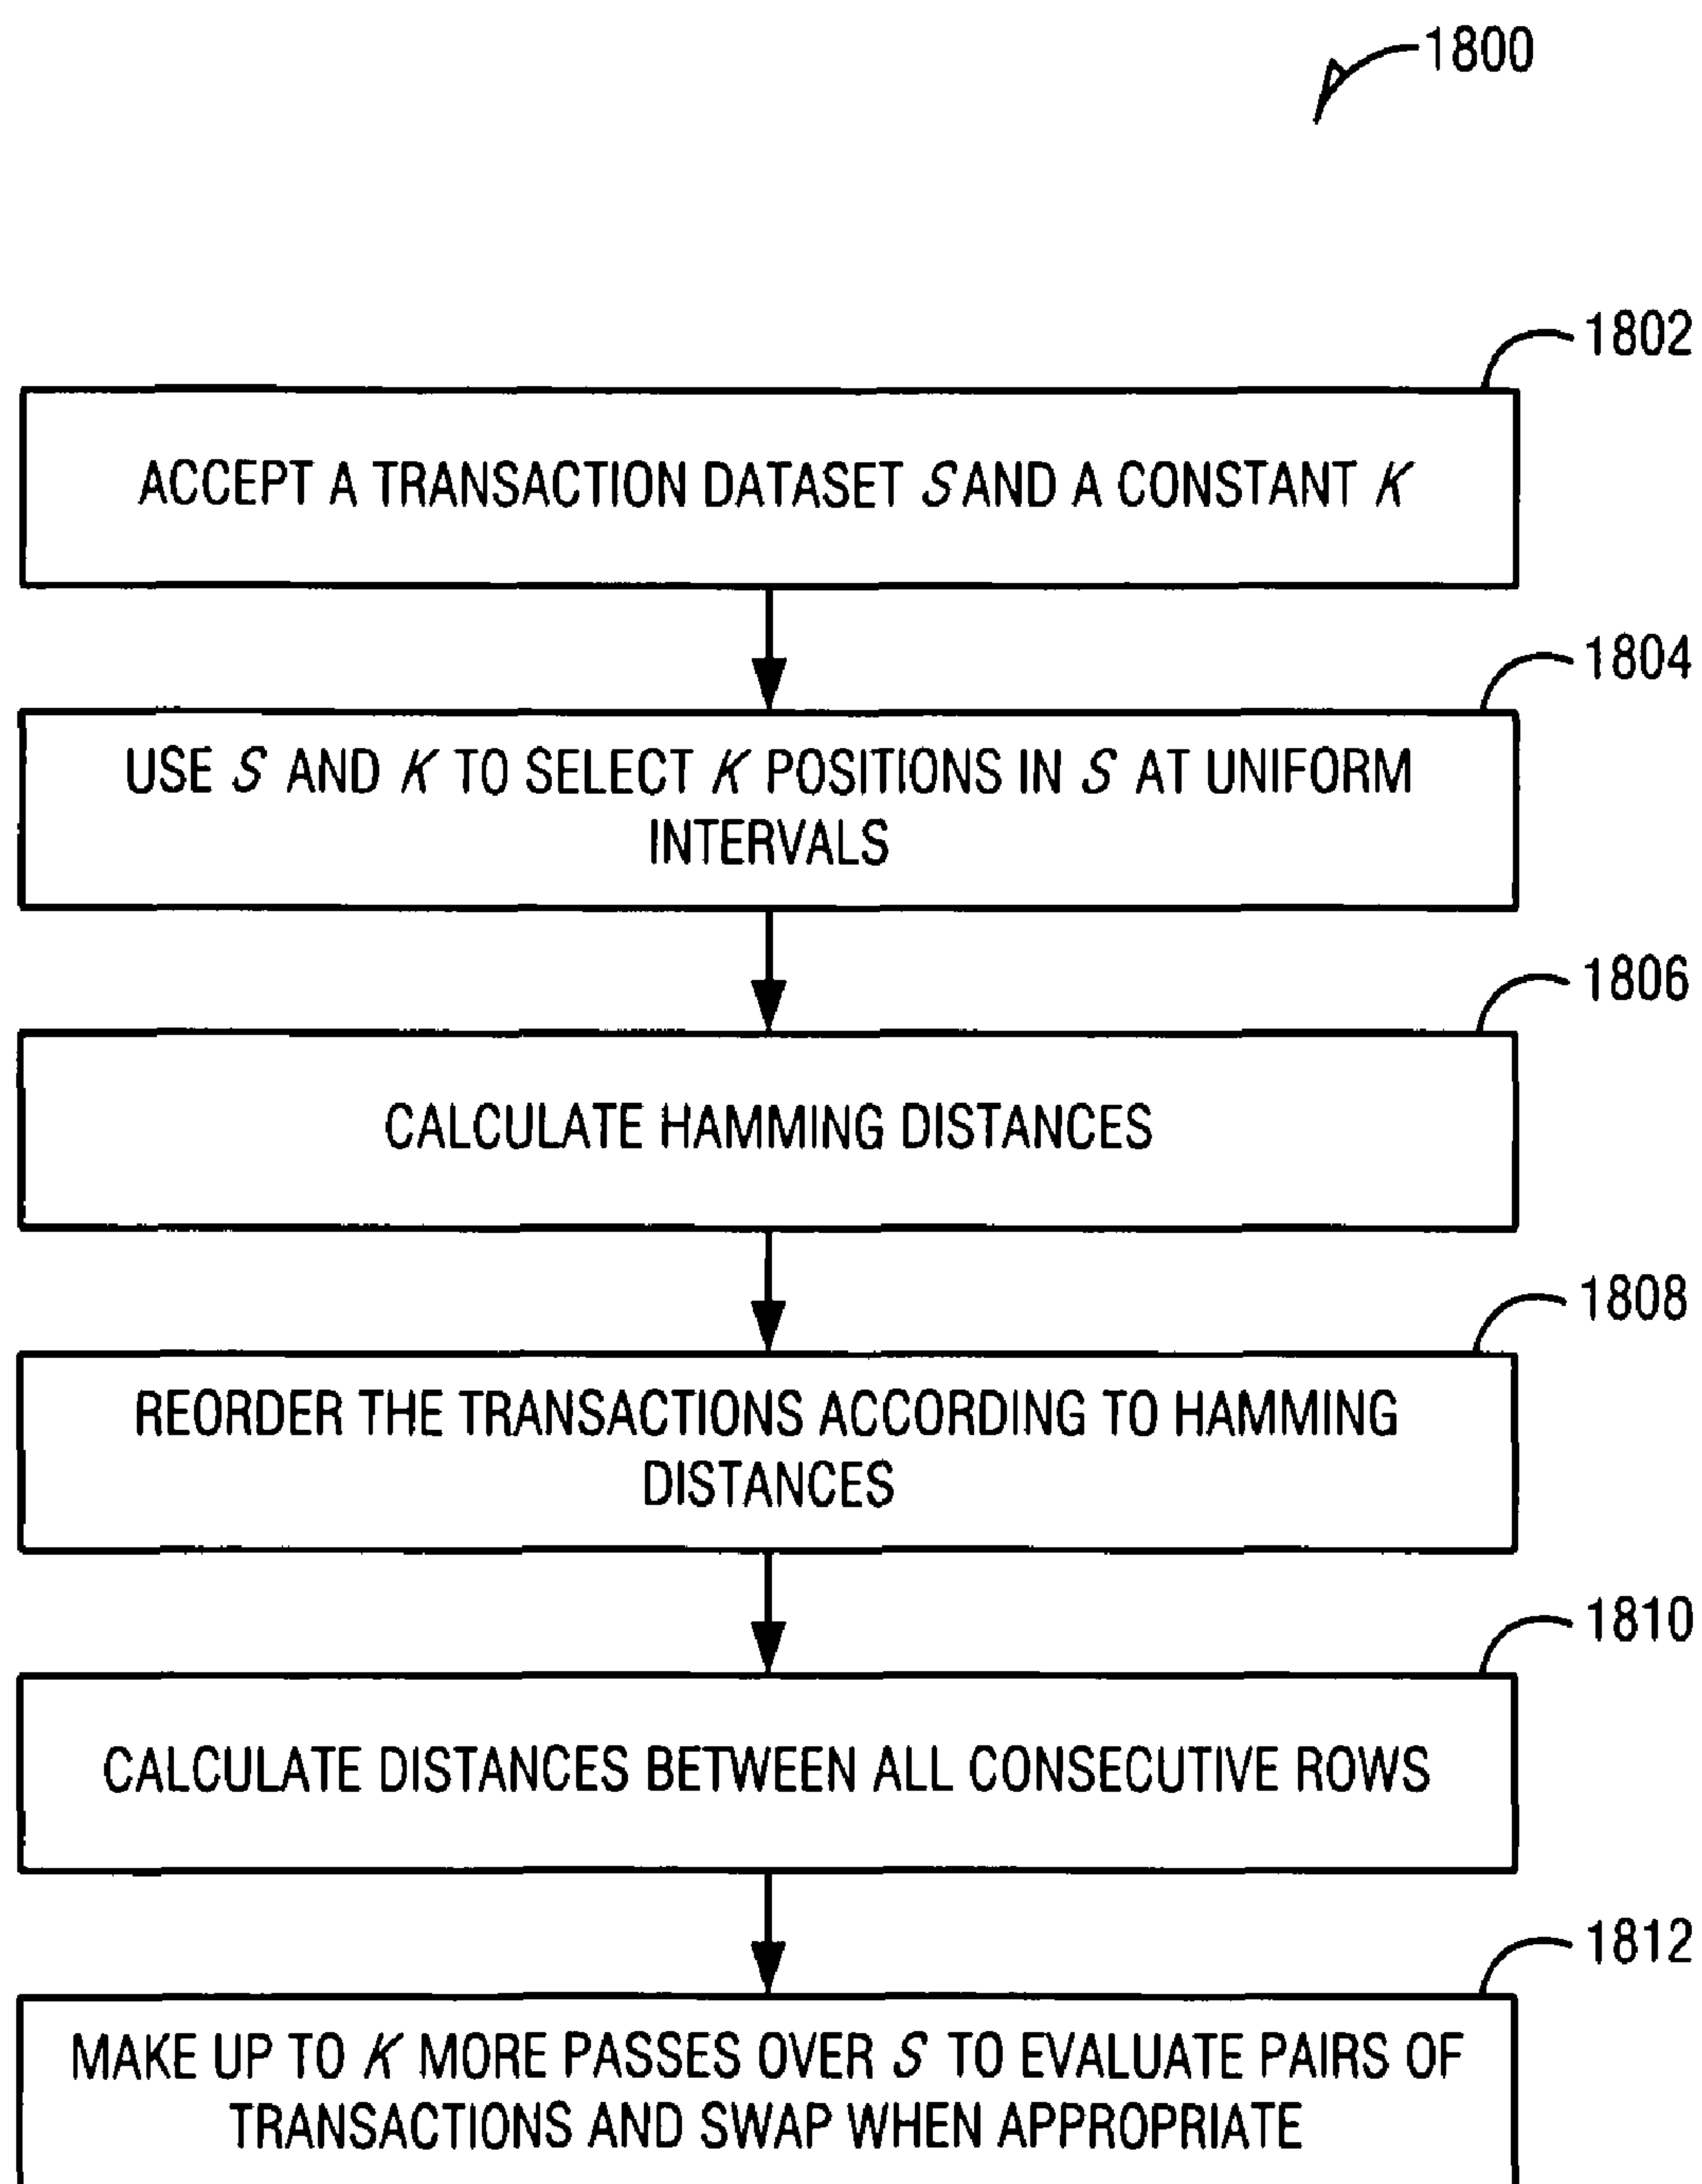 1800
1802
ACCEPT A TRANSACTION DATASET S AND A CONSTANT K
1804
USE S AND K TO SELECT K POSITIONS IN S AT UNIFORM
INTERVALS
1806
CALCULATE HAMMING DISTANCES
1808
REORDER THE TRANSACTIONS ACCORDING TO HAMMING
DISTANCES
1810
CALCULATE DISTANCES BETWEEN ALL CONSECUTIVE ROWS
1812
MAKE UP TO K MORE PASSES OVER S TO EVALUATE PAIRS OF
TRANSACTIONS AND SWAP WHEN APPROPRIATE